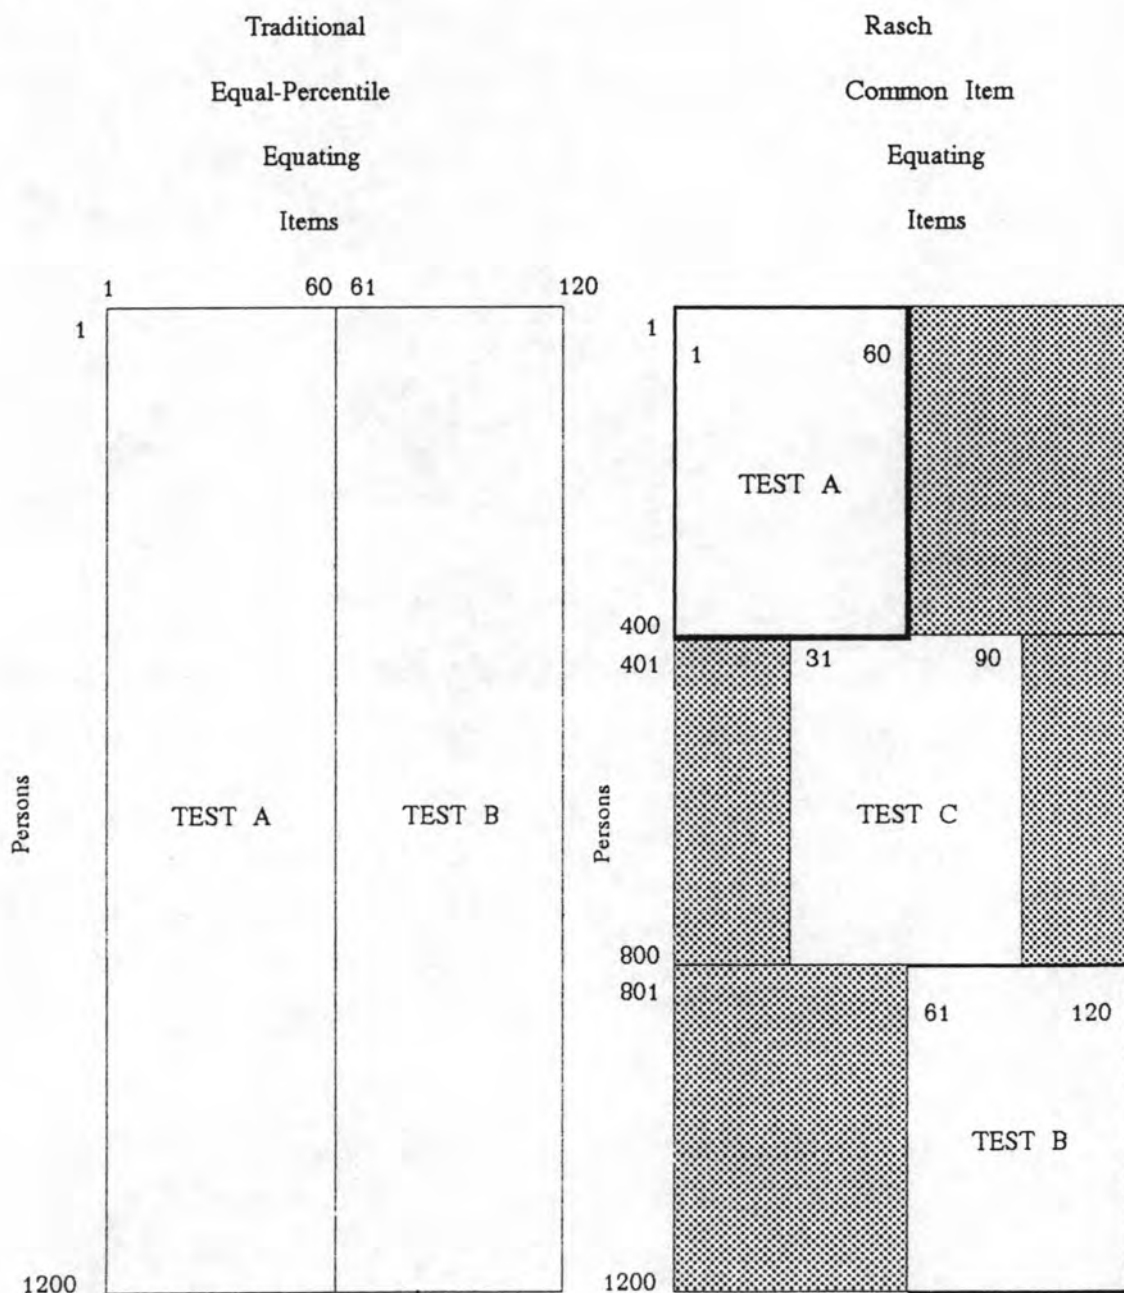 Traditional
Equal-Percentile
Equating
Items
1 60 61 120
1
Persons
TEST A TEST B
1200
Rasch
Common Item
Equating
Items
1
1 60
TEST A
400
401
31 90
Persons
TEST C
800
801
61 120
TEST B
1200